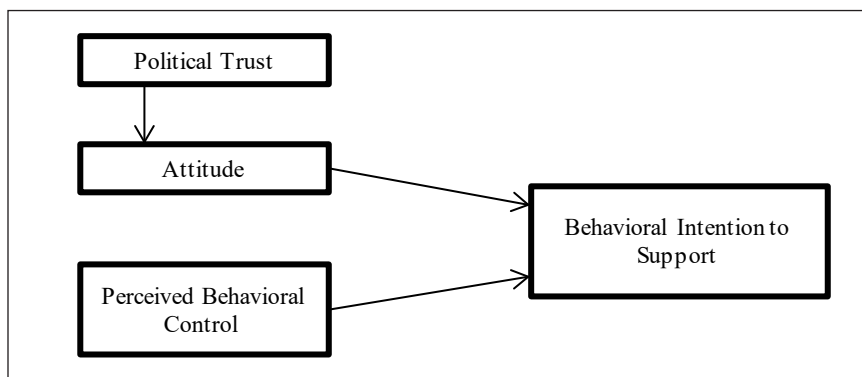 Political Trust
Attitude
Behavioral Intention to
Support
Perceived Behavioral
Control